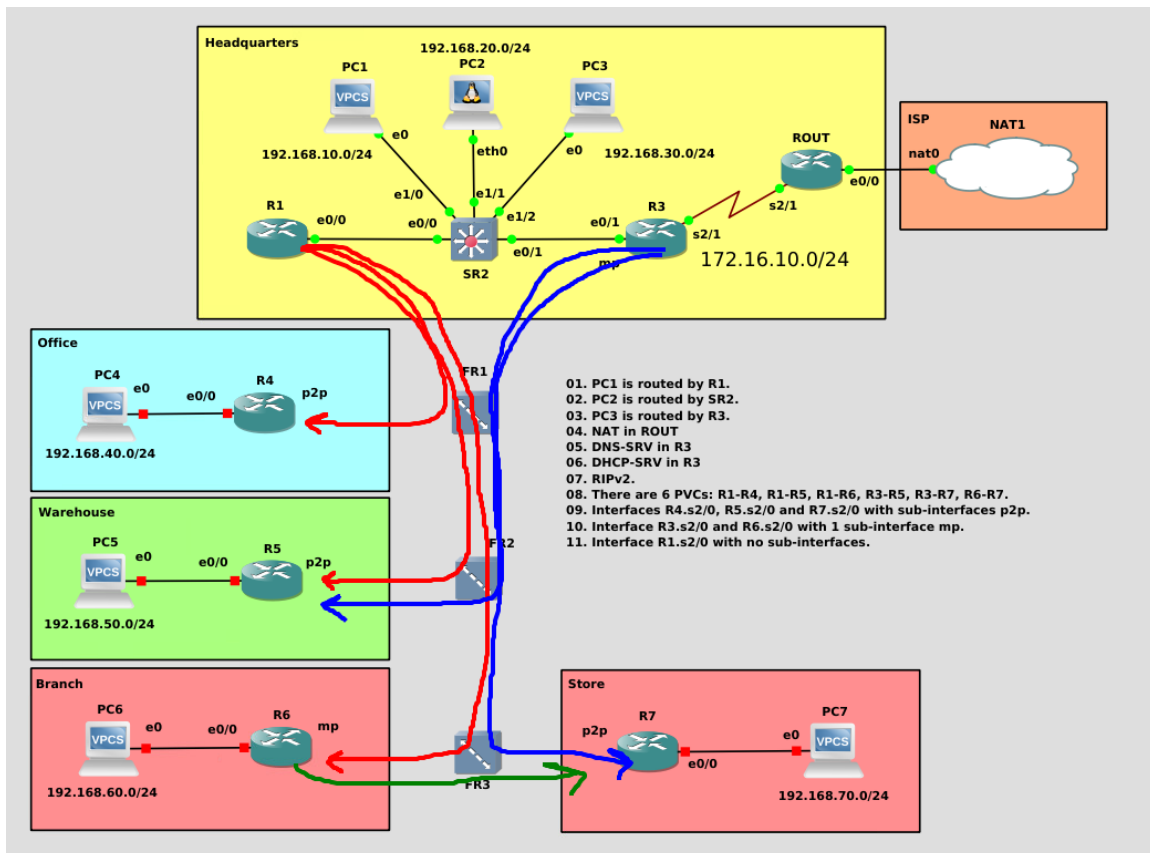 Headquarters
192.168.20.0/24
PC1
PC2
PC3
VPCS
VPCS
e0
eth0
e0
192.168.10.0/24
192.168.30.0/24
e1/0
e1/1
e1/2
R1
e0/0
e0/0
SR2
e0/1
e0/1
R3
mp
s2/1
172.16.10.0/24
ROUT
s2/1
e0/0
ISP
NAT1
nat0
Office
PC4
VPCS
e0
e0/0
R4
p2p
192.168.40.0/24
FR1
01. PC1 is routed by R1.
02. PC2 is routed by SR2.
03. PC3 is routed by R3.
04. NAT in ROUT
05. DNS-SRV in R3
06. DHCP-SRV in R3
07. RIPv2.
08. There are 6 PVCs: R1-R4, R1-R5, R1-R6, R3-R5, R3-R7, R6-R7.
09. Interfaces R4.s2/0, R5.s2/0 and R7.s2/0 with sub-interfaces p2p.
10. Interface R3.s2/0 and R6.s2/0 with 1 sub-interface mp.
11. Interface R1.s2/0 with no sub-interfaces.
Warehouse
PC5
VPCS
e0
e0/0
R5
p2p
192.168.50.0/24
FR2
Branch
PC6
VPCS
e0
e0/0
R6
mp
192.168.60.0/24
FR3
Store
p2p
R7
e0/0
e0
PC7
VPCS
192.168.70.0/24